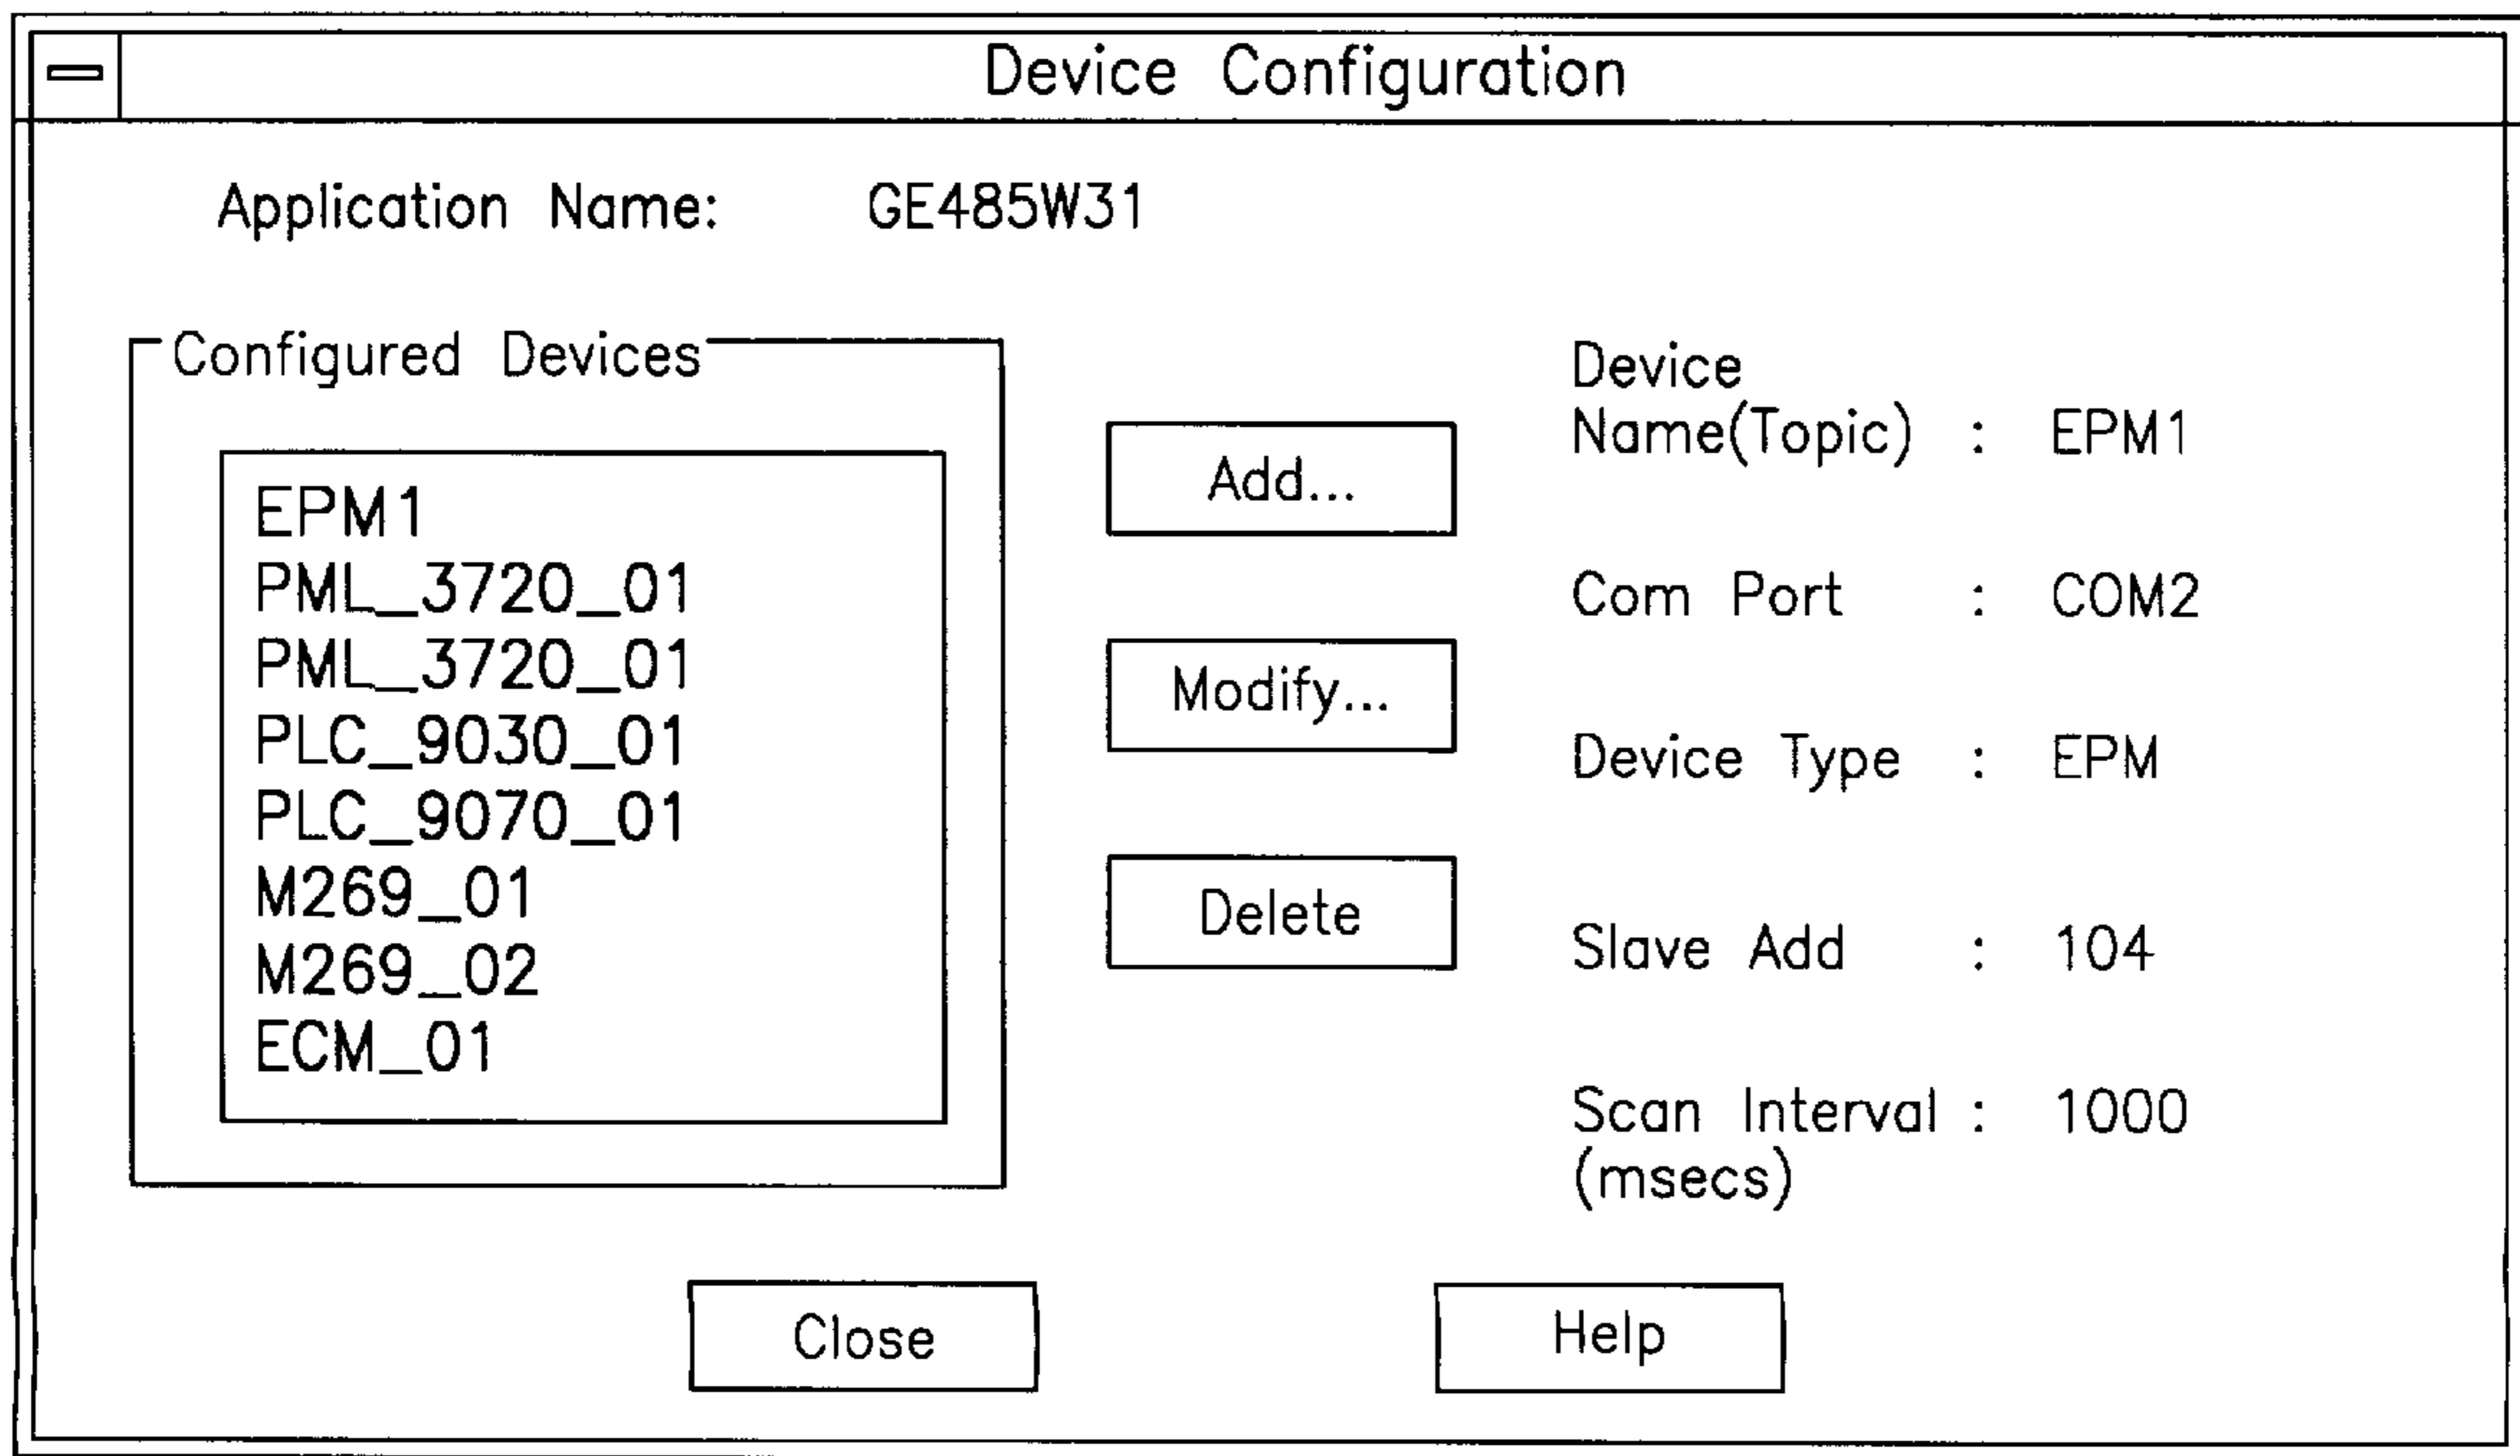 Device Configuration
Application Name: GE485W31
Configured Devices
EPM1
PML_3720_01
PML_3720_01
PLC_9030_01
PLC_9070_01
M269_01
M269_02
ECM_01
Add...
Modify...
Delete
Device
Name(Topic) : EPM1
Com Port : COM2
Device Type : EPM
Slave Add : 104
Scan Interval : 1000
(msecs)
Close
Help